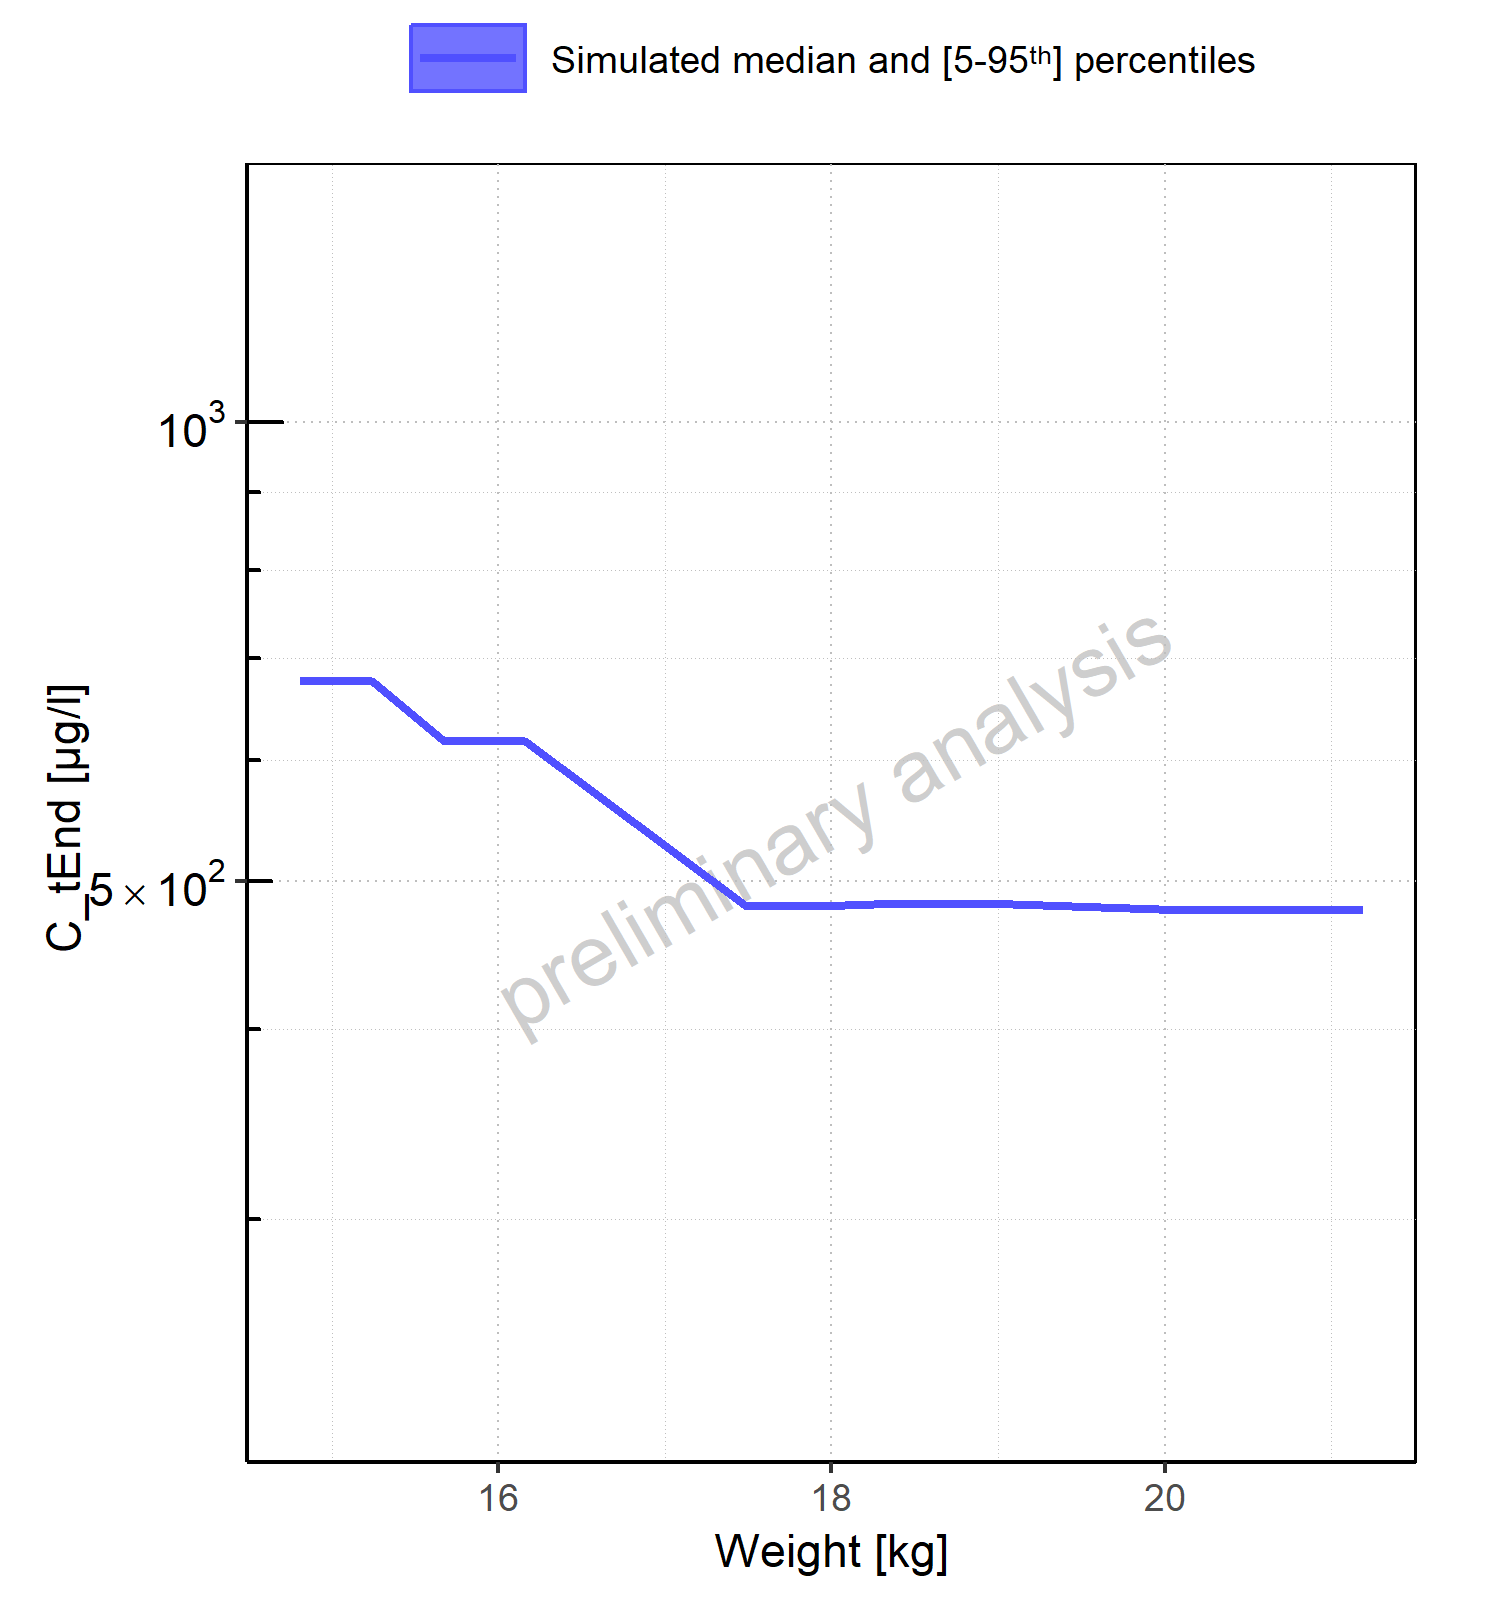 Simulated median and [5-95ᵗʰ] percentiles
10³
5 × 10²
C_tEnd [µg/l]
preliminary analysis
16 18 20
Weight [kg]